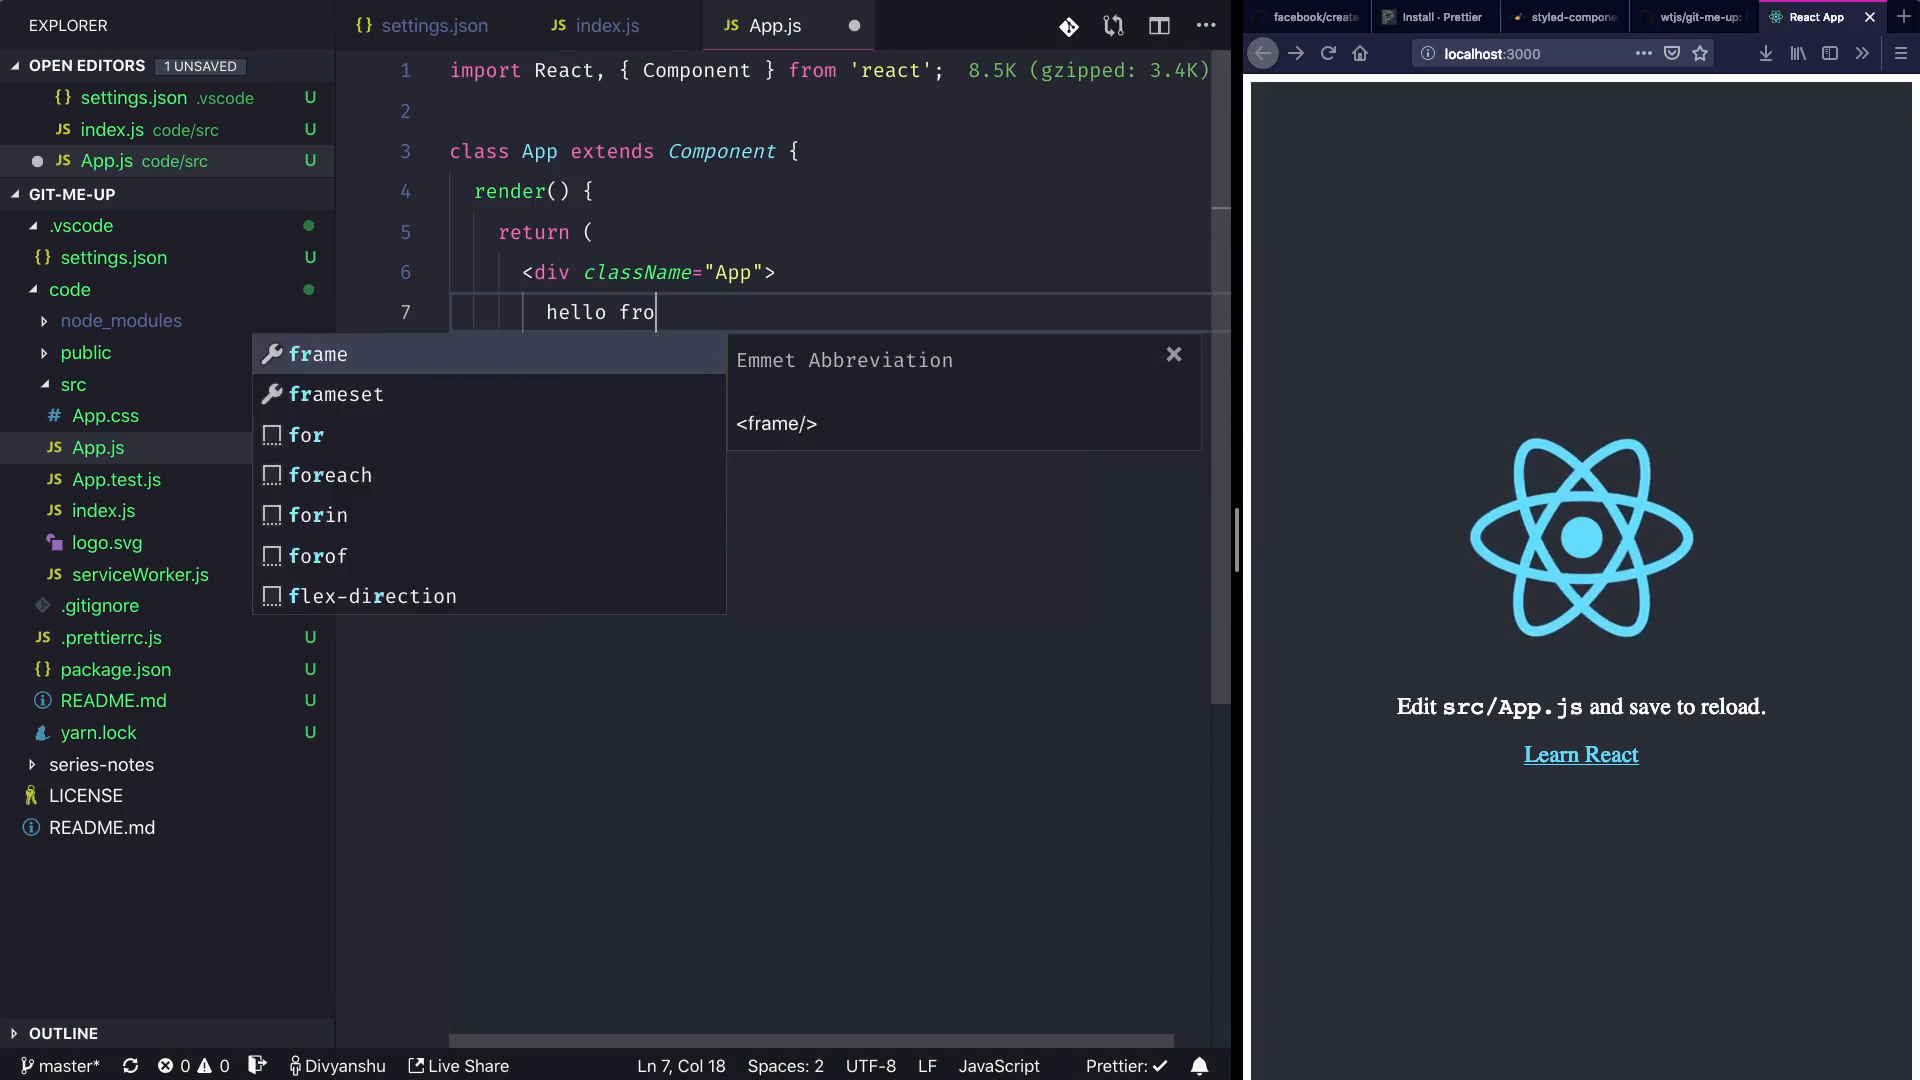 EXPLORER
OPEN EDITORS 1 UNSAVED
{} settings.json .vscode U
JS index.js code/src U
JS App.js code/src U
GIT-ME-UP
.vscode
{} settings.json U
code
node_modules
public
src
# App.css
JS App.js
JS App.test.js
JS index.js
logo.svg
JS serviceWorker.js
.gitignore
JS .prettierrc.js U
{} package.json U
README.md U
yarn.lock U
series-notes
LICENSE
README.md
OUTLINE
{} settings.json
JS index.js
JS App.js
1 import React, { Component } from 'react'; 8.5K (gzipped: 3.4K)
2
3 class App extends Component {
4 render() {
5 return (
6 <div className="App">
7 hello fro
frame
frameset
for
foreach
forin
forof
flex-direction
Emmet Abbreviation
<frame/>
master* 0 0 Divyanshu Live Share Ln 7, Col 18 Spaces: 2 UTF-8 LF JavaScript Prettier: ✓
facebook/create
Install - Prettier
styled-compone
wtjs/git-me-up:
React App
localhost:3000
Edit src/App.js and save to reload.
Learn React